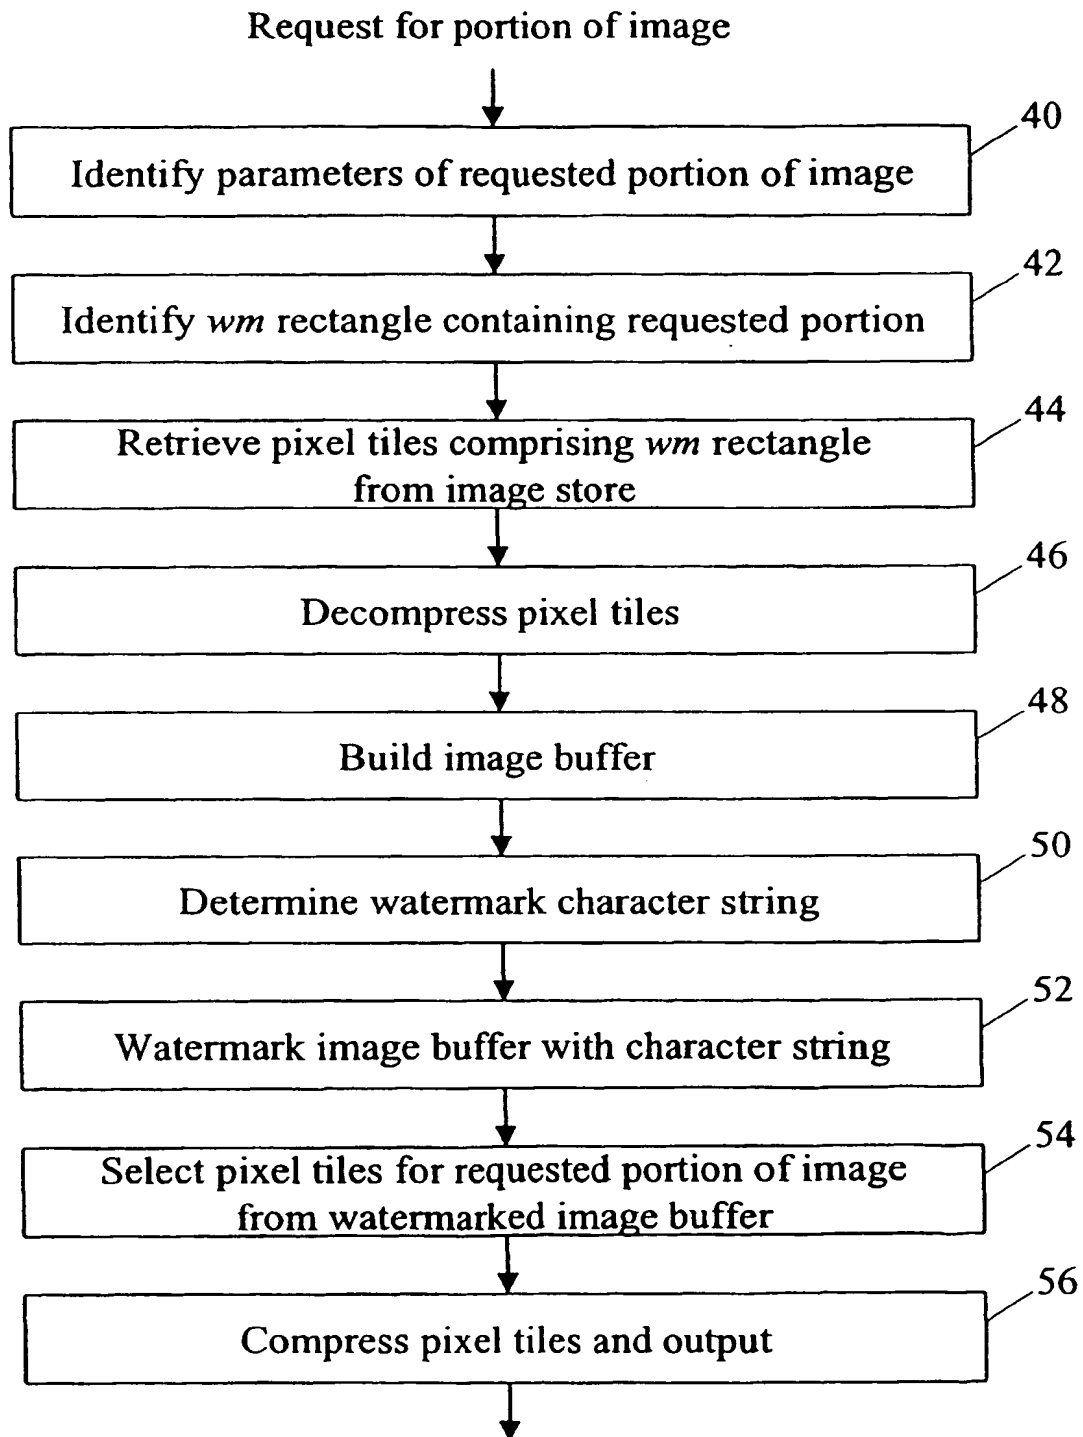 Request for portion of image
40
Identify parameters of requested portion of image
42
Identify wm rectangle containing requested portion
44
Retrieve pixel tiles comprising wm rectangle
from image store
46
Decompress pixel tiles
48
Build image buffer
50
Determine watermark character string
52
Watermark image buffer with character string
54
Select pixel tiles for requested portion of image
from watermarked image buffer
56
Compress pixel tiles and output